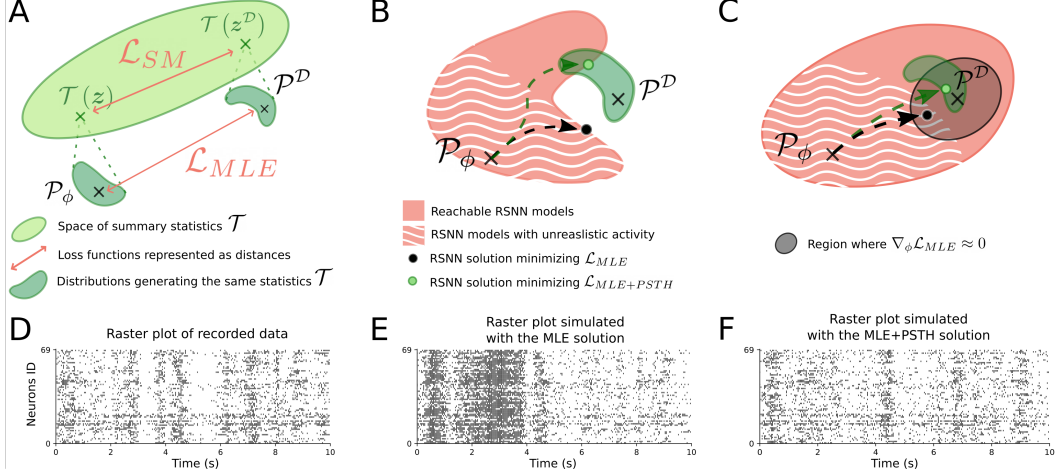 A
B
C
𝒯(z^𝒟)
ℒ_SM
𝒫^𝒟
𝒯(z)
ℒ_MLE
𝒫_ϕ
𝒫^𝒟
𝒫_ϕ
𝒫^𝒟
𝒫_ϕ
Space of summary statistics 𝒯
Loss functions represented as distances
Distributions generating the same statistics 𝒯
Reachable RSNN models
RSNN models with unrealistic activity
RSNN solution minimizing ℒ_MLE
RSNN solution minimizing ℒ_MLE+PSTH
Region where ∇_ϕℒ_MLE ≈ 0
D
Raster plot of recorded data
69
Neurons ID
0
0 2 4 6 8 10
Time (s)
E
Raster plot simulated
with the MLE solution
69
0
0 2 4 6 8 10
Time (s)
F
Raster plot simulated
with the MLE+PSTH solution
69
0
0 2 4 6 8 10
Time (s)